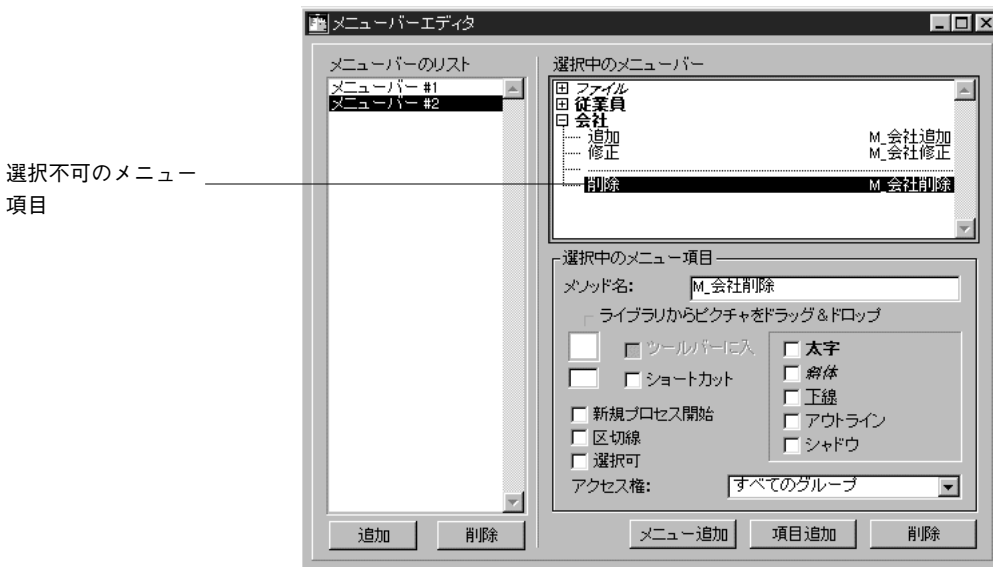 メニューバーエディタ
メニューバーのリスト
メニューバー #1
メニューバー #2
追加
削除
選択不可のメニュー
項目
選択中のメニューバー
ファイル
従業員
会社
追加 M_会社追加
修正 M_会社修正
削除 M_会社削除
選択中のメニュー項目
メソッド名: M_会社削除
ライブラリからピクチャをドラッグ&ドロップ
ツールバーに入
ショートカット
新規プロセス開始
区切線
選択可
太字
斜体
下線
アウトライン
シャドウ
アクセス権: すべてのグループ
メニュー追加
項目追加
削除